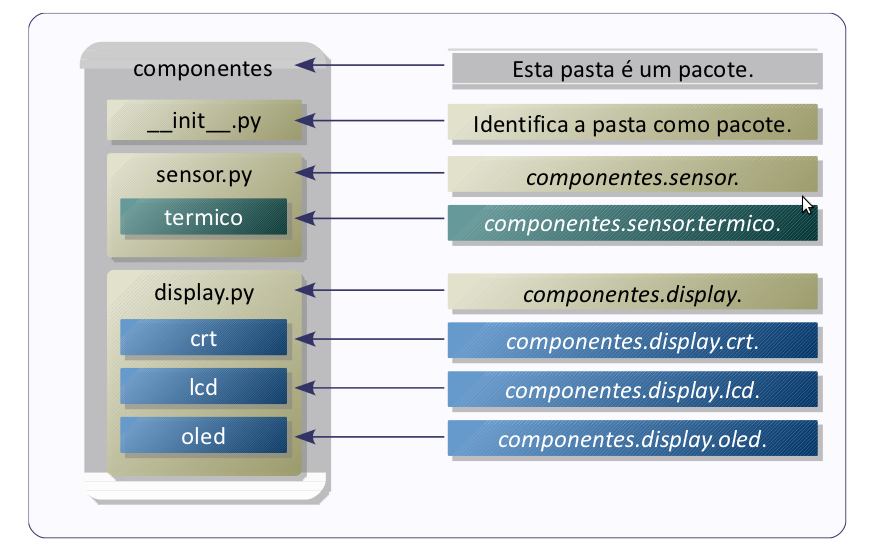 componentes
Esta pasta é um pacote.
__init__.py
Identifica a pasta como pacote.
sensor.py
componentes.sensor.
termico
componentes.sensor.termico.
display.py
componentes.display.
crt
componentes.display.crt.
lcd
componentes.display.lcd.
oled
componentes.display.oled.